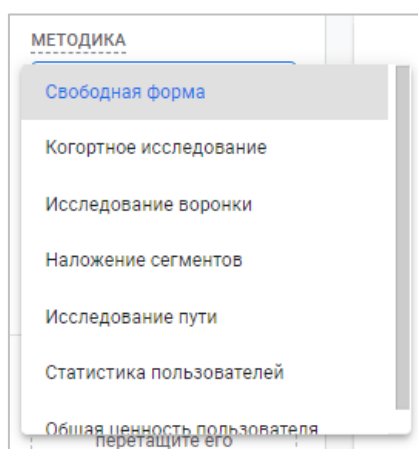 МЕТОДИКА
Свободная форма
Когортное исследование
Исследование воронки
Наложение сегментов
Исследование пути
Статистика пользователей
Общая ценность пользователя
перетащите его